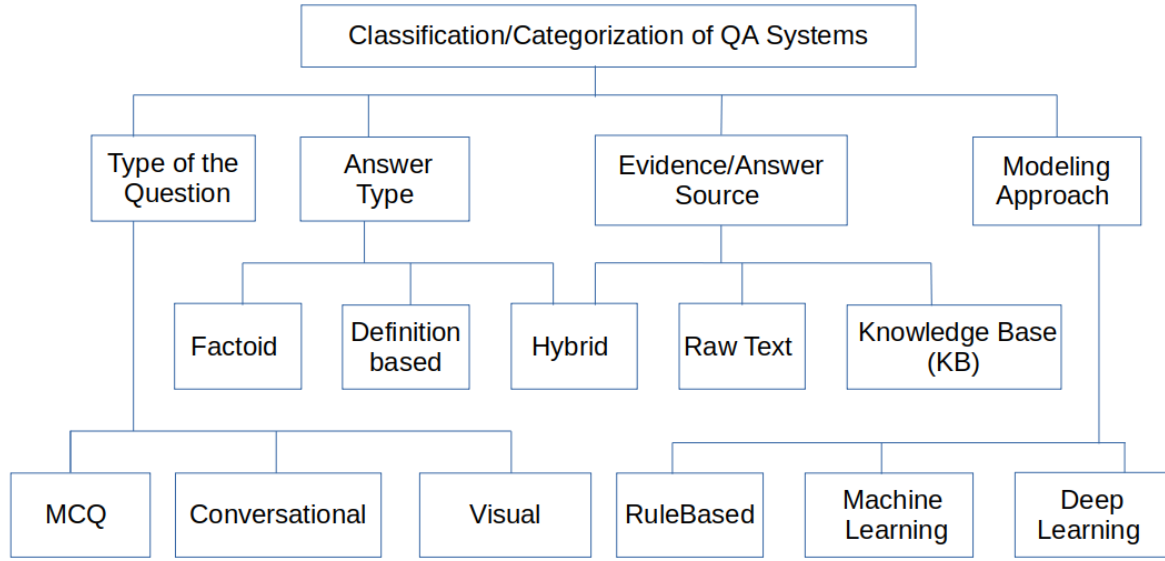 Classification/Categorization of QA Systems
Type of the
Question
Answer
Type
Evidence/Answer
Source
Modeling
Approach
Factoid
Definition
based
Hybrid
Raw Text
Knowledge Base
(KB)
MCQ
Conversational
Visual
RuleBased
Machine
Learning
Deep
Learning